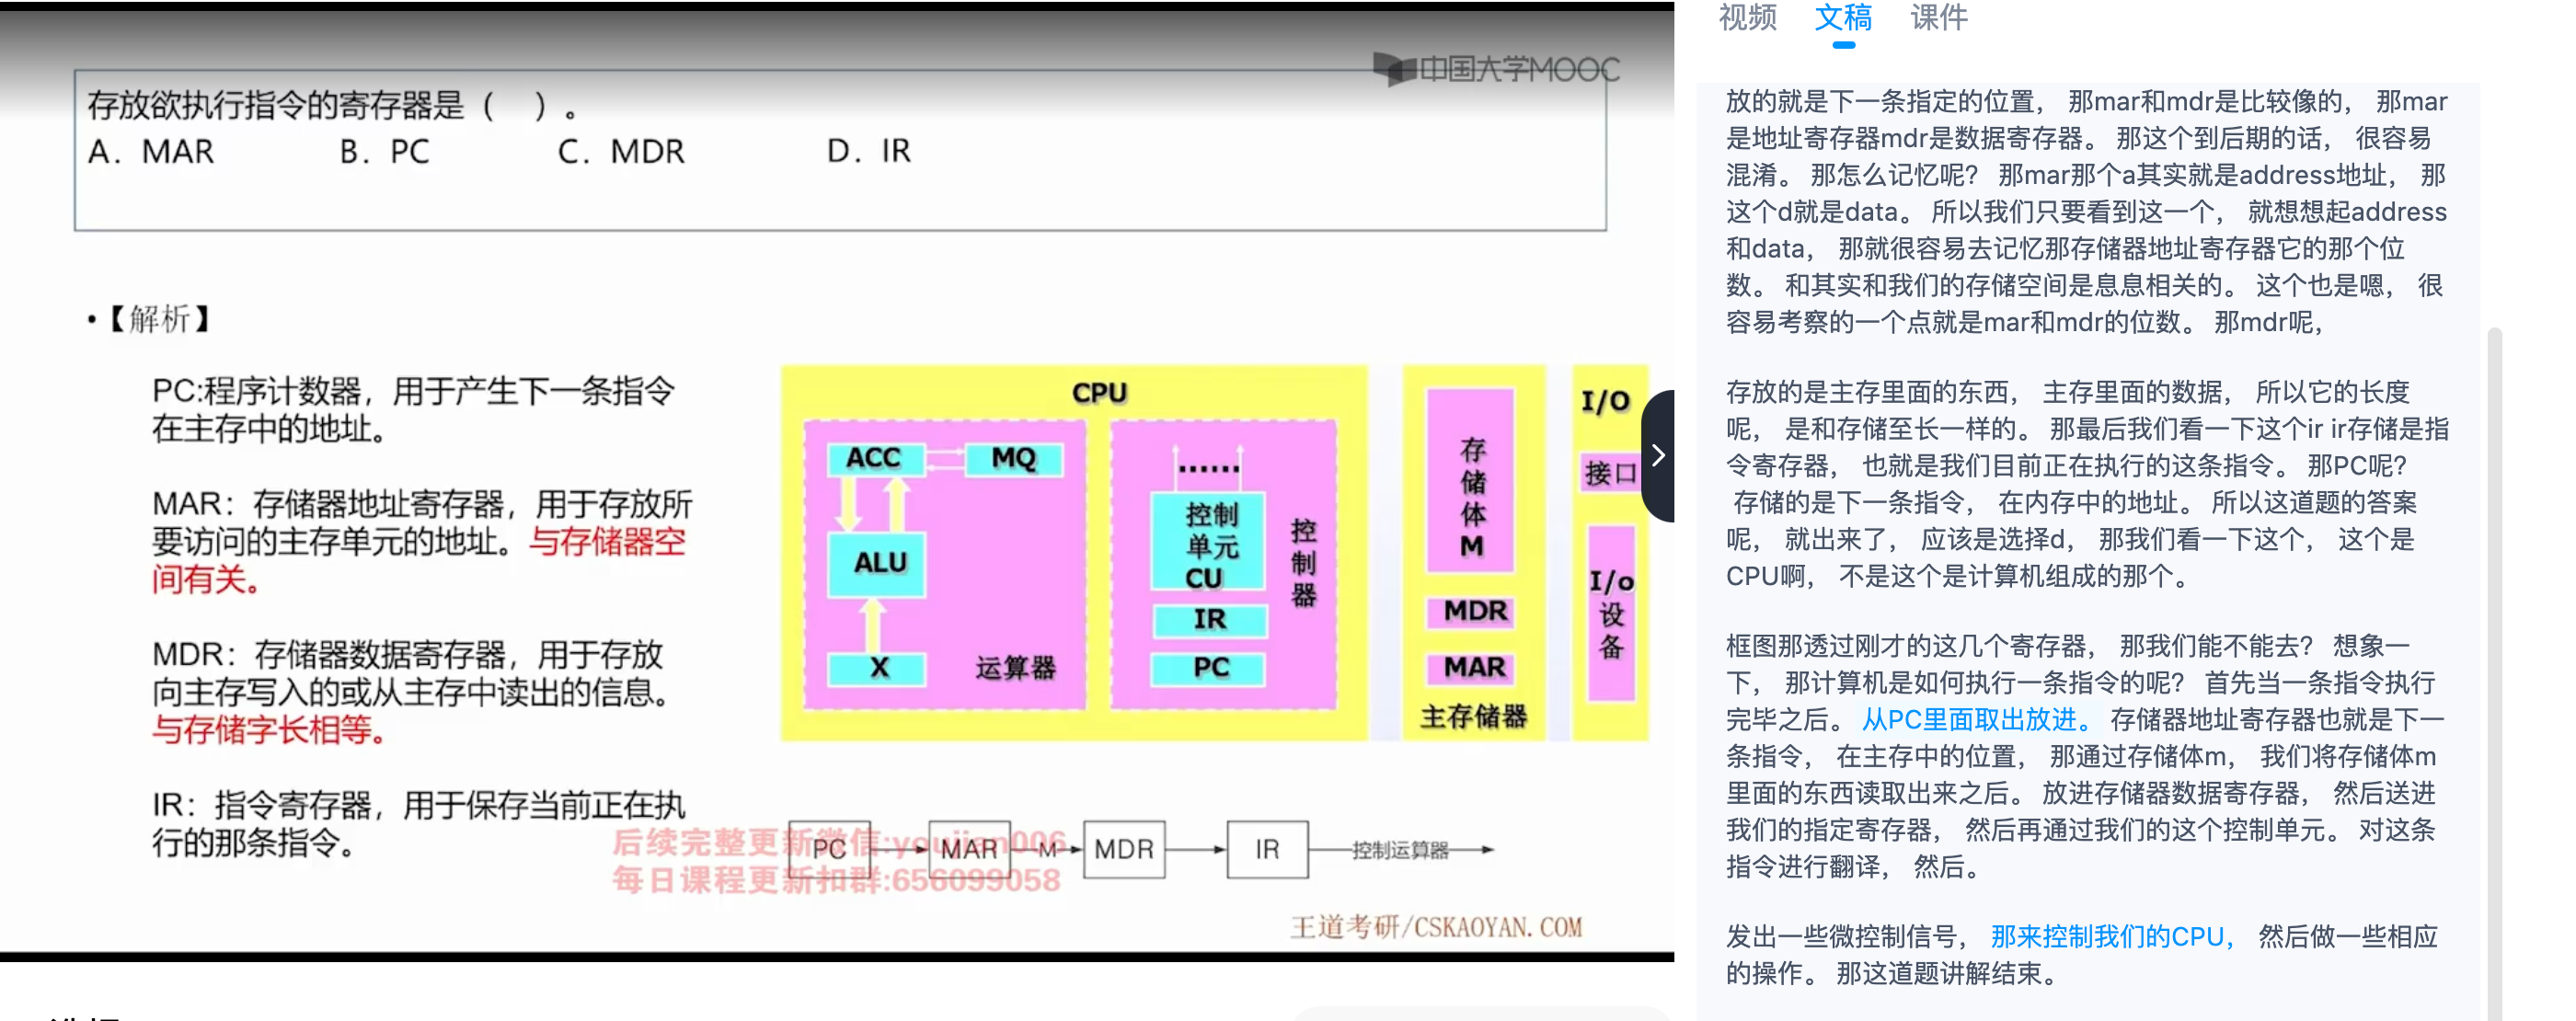 中国大学MOOC
存放欲执行指令的寄存器是（　）。
A. MAR B. PC C. MDR D. IR
•【解析】
PC:程序计数器，用于产生下一条指令
在主存中的地址。
MAR：存储器地址寄存器，用于存放所
要访问的主存单元的地址。与存储器空
间有关。
MDR：存储器数据寄存器，用于存放
向主存写入的或从主存中读出的信息。
与存储字长相等。
IR：指令寄存器，用于保存当前正在执
行的那条指令。
CPU
ACC
MQ
ALU
X
运算器
......
控制
单元
CU
IR
PC
控制器
存储体
M
MDR
MAR
主存储器
I/O
接口
I/o
设备
PC MAR M MDR IR 控制运算器
后续完整更新微信:youjian006
每日课程更新扣群:656099058
王道考研/CSKAOYAN.COM
视频 文稿 课件
放的就是下一条指定的位置， 那mar和mdr是比较像的， 那mar
是地址寄存器mdr是数据寄存器。 那这个到后期的话， 很容易
混淆。 那怎么记忆呢？ 那mar那个a其实就是address地址， 那
这个d就是data。 所以我们只要看到这一个， 就想想起address
和data， 那就很容易去记忆那存储器地址寄存器它的那个位
数。 和其实和我们的存储空间是息息相关的。 这个也是嗯， 很
容易考察的一个点就是mar和mdr的位数。 那mdr呢，
存放的是主存里面的东西， 主存里面的数据， 所以它的长度
呢， 是和存储至长一样的。 那最后我们看一下这个ir ir存储是指
令寄存器， 也就是我们目前正在执行的这条指令。 那PC呢？
存储的是下一条指令， 在内存中的地址。 所以这道题的答案
呢， 就出来了， 应该是选择d， 那我们看一下这个， 这个是
CPU啊， 不是这个是计算机组成的那个。
框图那透过刚才的这几个寄存器， 那我们能不能去？ 想象一
下， 那计算机是如何执行一条指令的呢？ 首先当一条指令执行
完毕之后。 从PC里面取出放进。 存储器地址寄存器也就是下一
条指令， 在主存中的位置， 那通过存储体m， 我们将存储体m
里面的东西读取出来之后。 放进存储器数据寄存器， 然后送进
我们的指定寄存器， 然后再通过我们的这个控制单元。 对这条
指令进行翻译， 然后。
发出一些微控制信号， 那来控制我们的CPU， 然后做一些相应
的操作。 那这道题讲解结束。